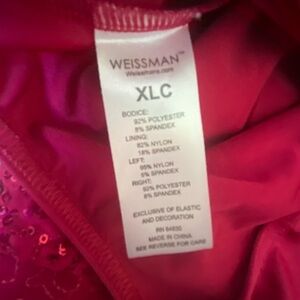 WEISSMAN™
Weissmans.com
XLC
BODICE:
92% POLYESTER
8% SPANDEX
LINING:
82% NYLON
18% SPANDEX
LEFT:
95% NYLON
5% SPANDEX
RIGHT:
92% POLYESTER
8% SPANDEX
EXCLUSIVE OF ELASTIC
AND DECORATION
MADE IN CHINA
SEE REVERSE FOR CARE